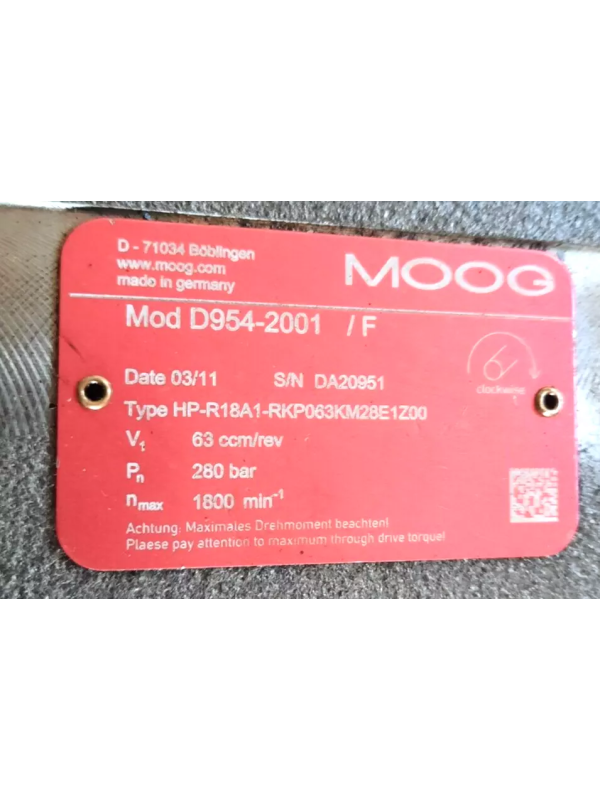 D - 71034 Böblingen
www.moog.com
made in germany
MOOG
Mod D954-2001 / F
Date 03/11 S/N DA20951
clockwise
Type HP-R18A1-RKP063KM28E1Z00
V₁ 63 ccm/rev
Pₙ 280 bar
nₘₐₓ 1800 min⁻¹
Achtung: Maximales Drehmoment beachten!
Plaese pay attention to maximum through drive torque!